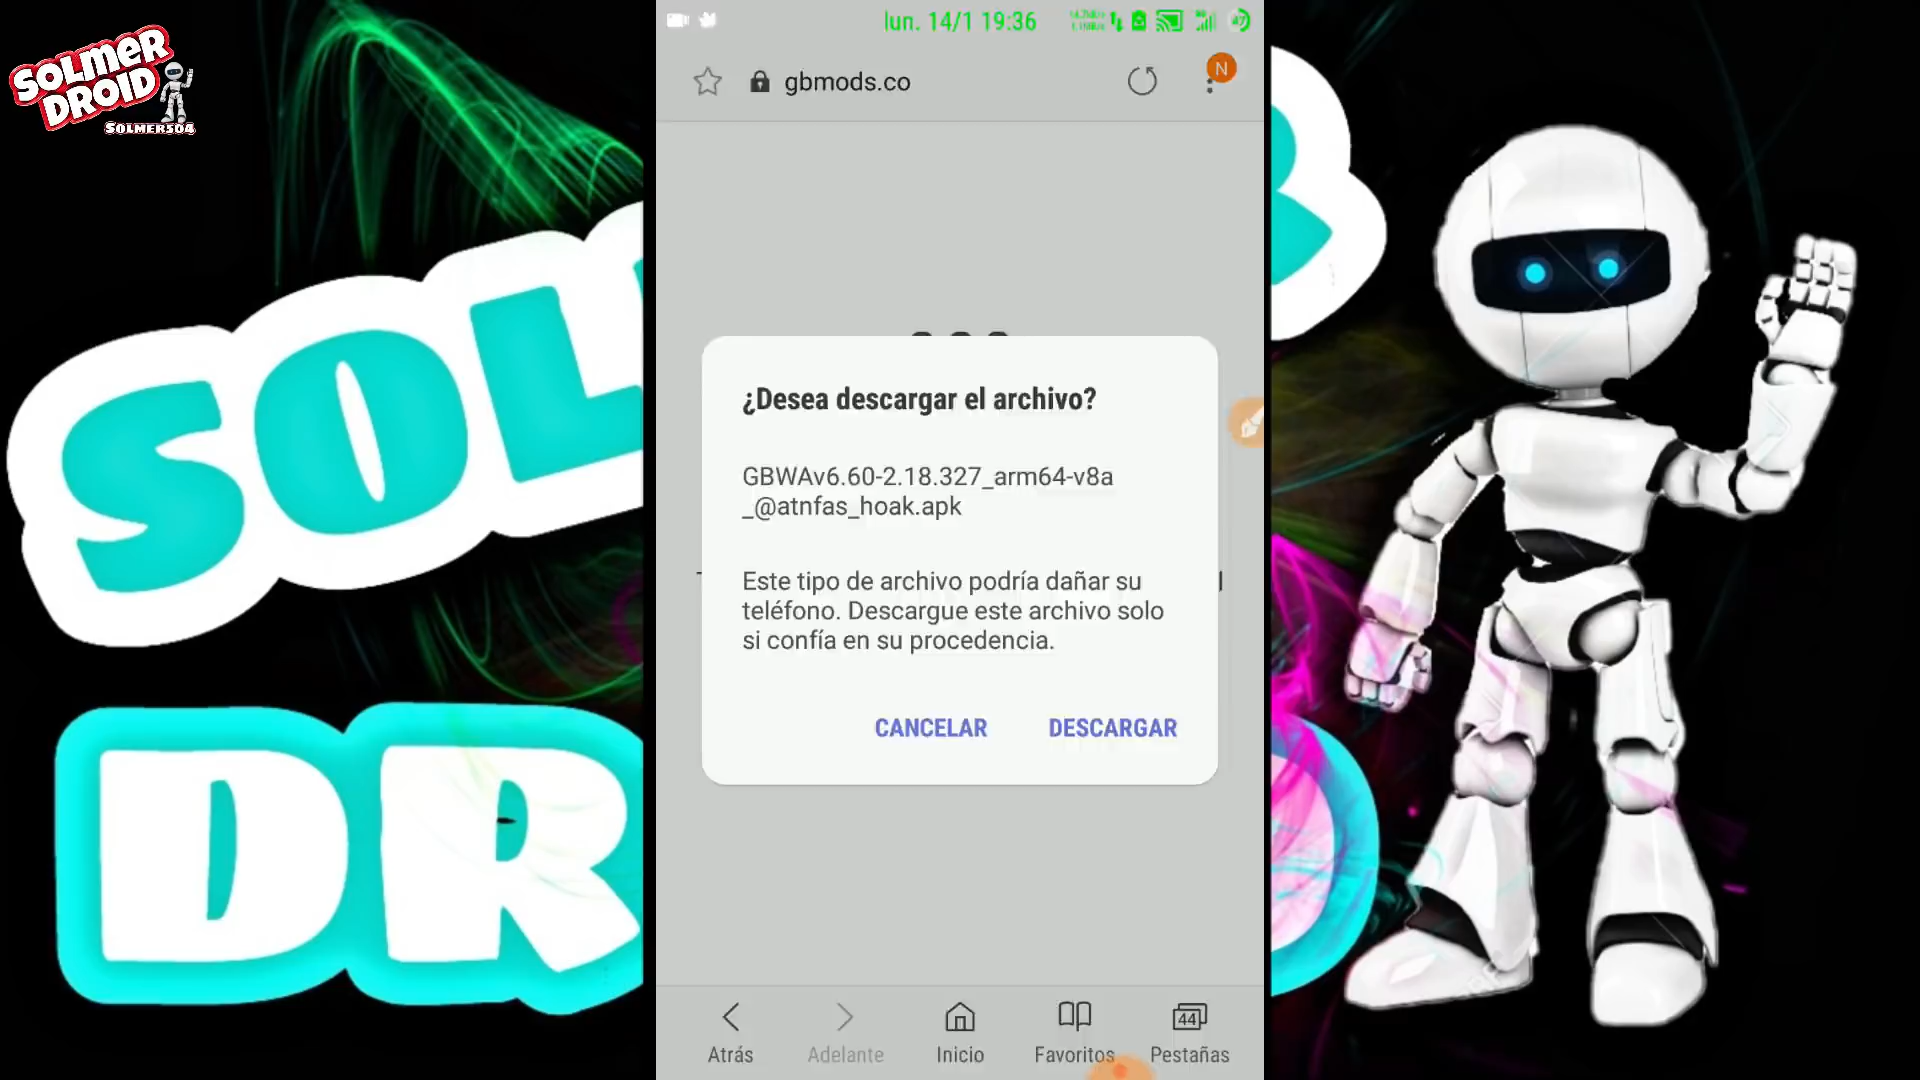 SOLMER
DROID
SOLMER504
lun. 14/1 19:36
47
gbmods.co
N
¿Desea descargar el archivo?
GBWAv6.60-2.18.327_arm64-v8a
_@atnfas_hoak.apk
Este tipo de archivo podría dañar su
teléfono. Descargue este archivo solo
si confía en su procedencia.
CANCELAR
DESCARGAR
SOL
DR
44
Atrás
Adelante
Inicio
Favoritos
Pestañas